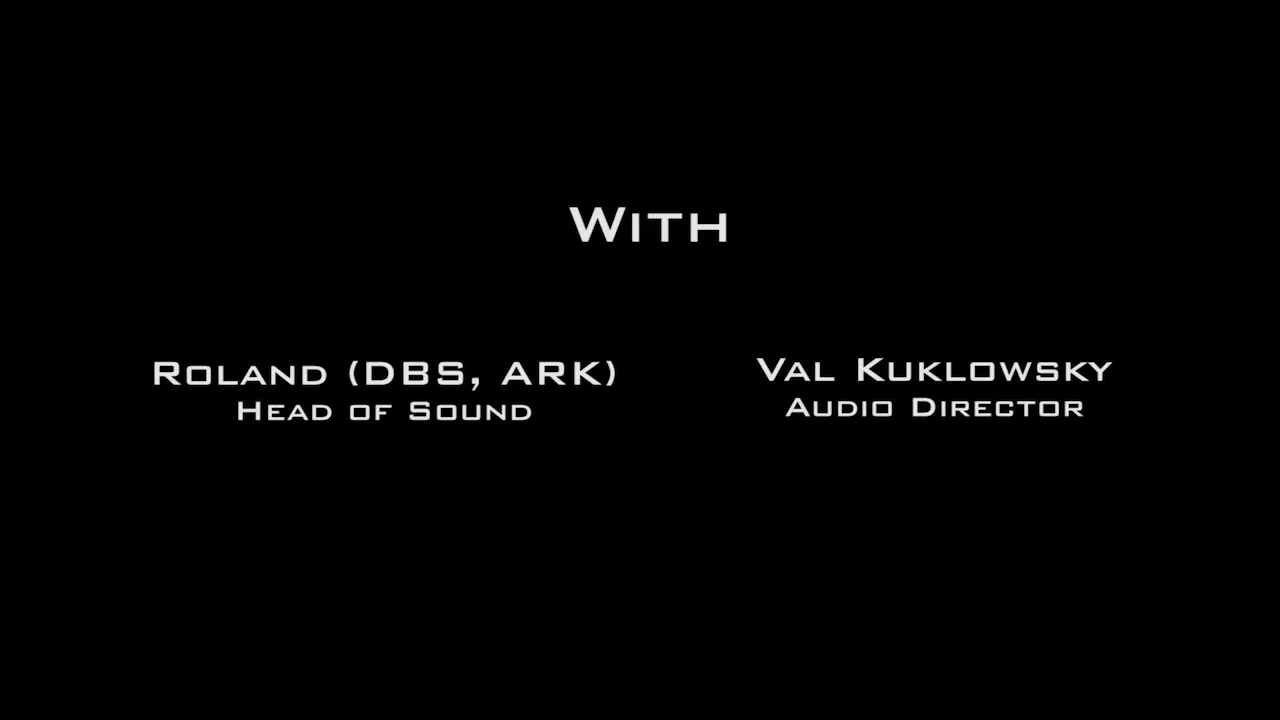 With
Roland (DBS, ARK)
Head of Sound
Val Kuklowsky
Audio Director